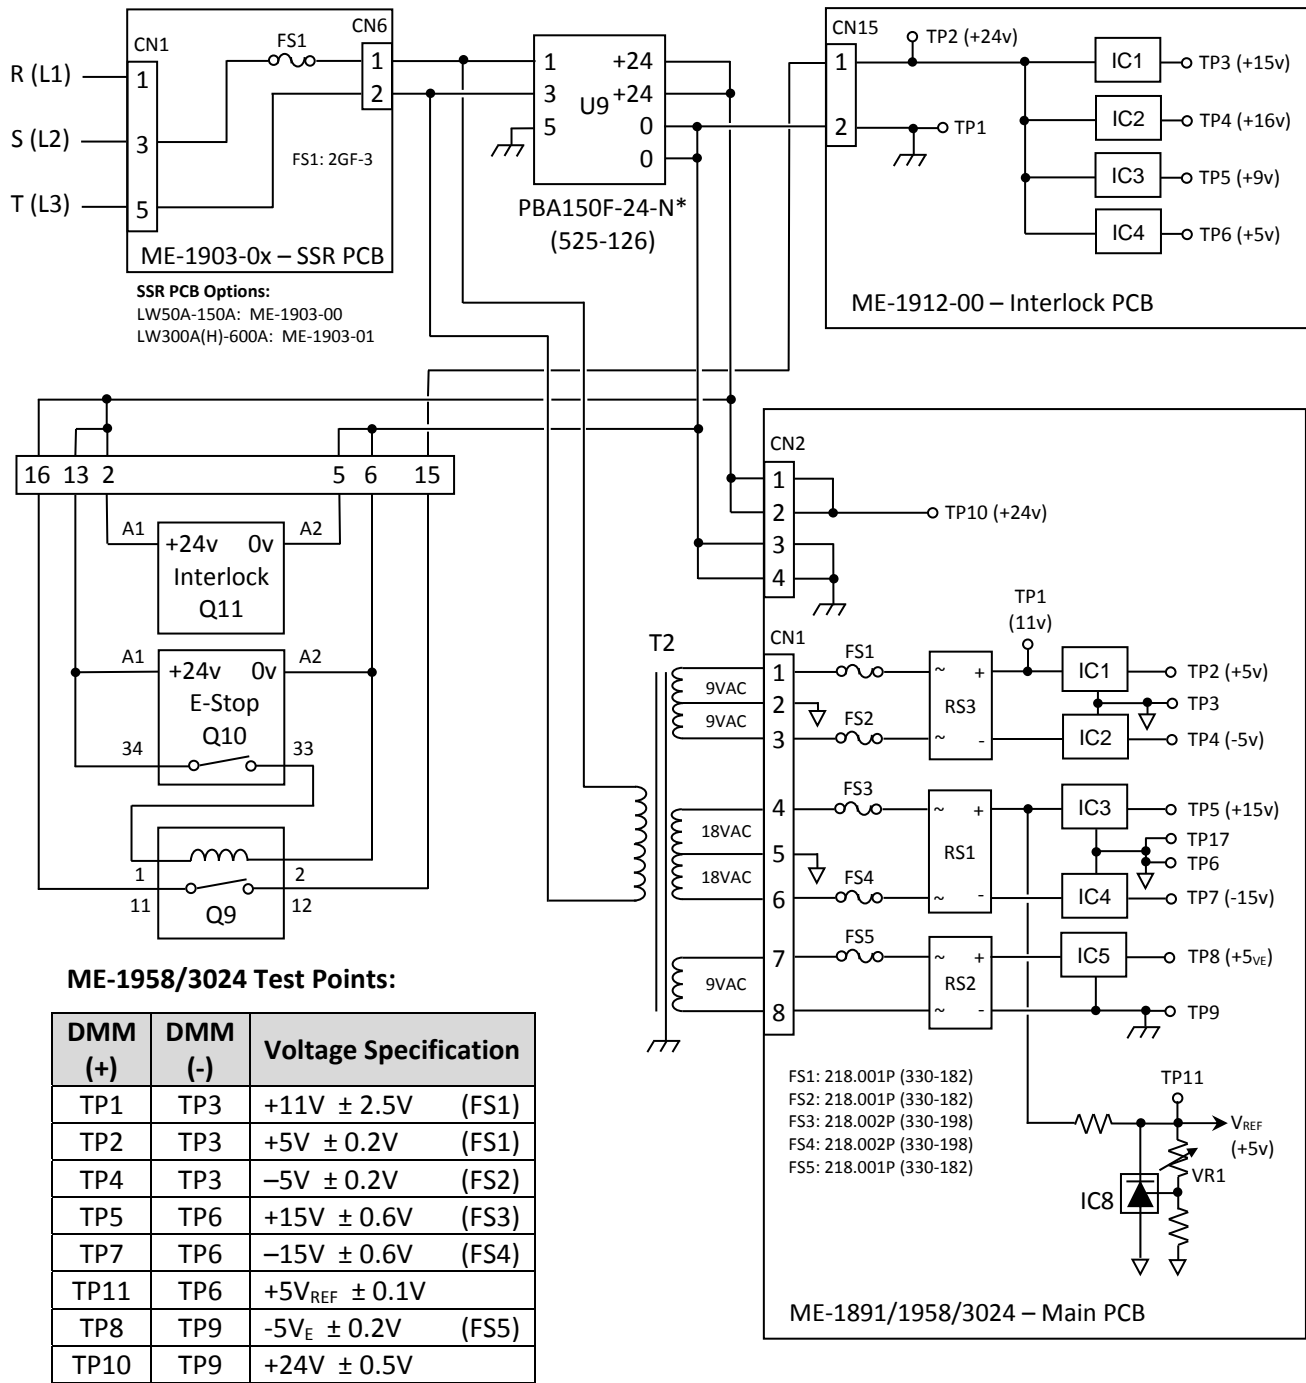 CN1
FS1
CN6
R (L1)
S (L2)
T (L3)
1
3
5
1
2
FS1: 2GF-3
ME-1903-0x – SSR PCB
SSR PCB Options:
LW50A-150A: ME-1903-00
LW300A(H)-600A: ME-1903-01
1
3
5
U9
+24
+24
0
0
PBA150F-24-N*
(525-126)
CN15
1
2
TP2 (+24v)
TP1
IC1
TP3 (+15v)
IC2
TP4 (+16v)
IC3
TP5 (+9v)
IC4
TP6 (+5v)
ME-1912-00 – Interlock PCB
16 13 2 5 6 15
A1
+24v 0v
A2
Interlock
Q11
A1
+24v 0v
A2
E-Stop
Q10
34
33
1
2
11
12
Q9
CN2
1
2
3
4
TP10 (+24v)
T2
9VAC
9VAC
18VAC
18VAC
9VAC
CN1
1
2
3
4
5
6
7
8
FS1
FS2
FS3
FS4
FS5
~ +
RS3
~ -
~ +
RS1
~ -
~ +
RS2
~ -
TP1
(11v)
IC1
TP2 (+5v)
TP3
IC2
TP4 (-5v)
IC3
TP5 (+15v)
TP17
TP6
IC4
TP7 (-15v)
IC5
TP8 (+5VE)
TP9
FS1: 218.001P (330-182)
FS2: 218.001P (330-182)
FS3: 218.002P (330-198)
FS4: 218.002P (330-198)
FS5: 218.001P (330-182)
TP11
VREF
(+5v)
VR1
IC8
ME-1891/1958/3024 – Main PCB
ME-1958/3024 Test Points:
DMM (+) DMM (-) Voltage Specification
TP1 TP3 +11V ± 2.5V (FS1)
TP2 TP3 +5V ± 0.2V (FS1)
TP4 TP3 –5V ± 0.2V (FS2)
TP5 TP6 +15V ± 0.6V (FS3)
TP7 TP6 –15V ± 0.6V (FS4)
TP11 TP6 +5VREF ± 0.1V
TP8 TP9 -5VE ± 0.2V (FS5)
TP10 TP9 +24V ± 0.5V